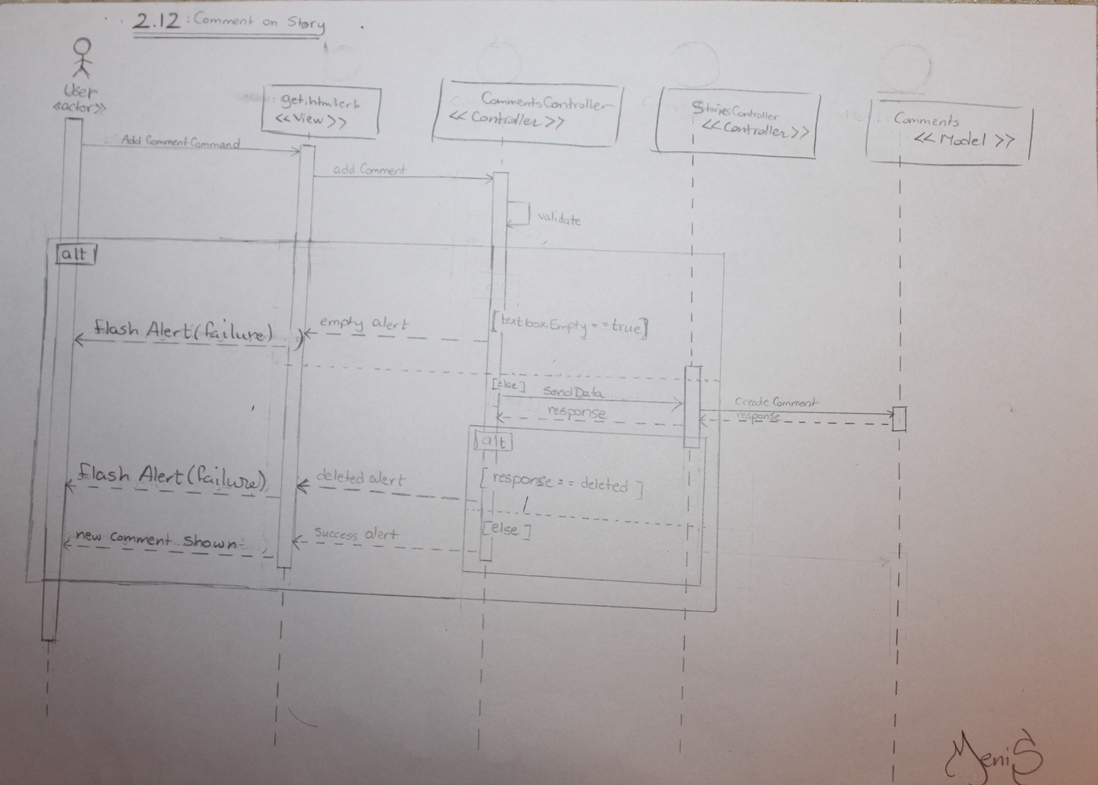 2.12: Comment on Story
User
<<actor>>
get.html.erb
<<View>>
CommentsController
<<Controller>>
StoriesController
<<Controller>>
Comments
<<Model>>
Add Comment Command
add Comment
validate
alt
[textbox.Empty == true]
empty alert
flash Alert(failure)
[else]
sendData
Create Comment
response
response
alt
[response == deleted]
deleted alert
flash Alert(failure)
[else]
Success alert
new comment shown
MeniS